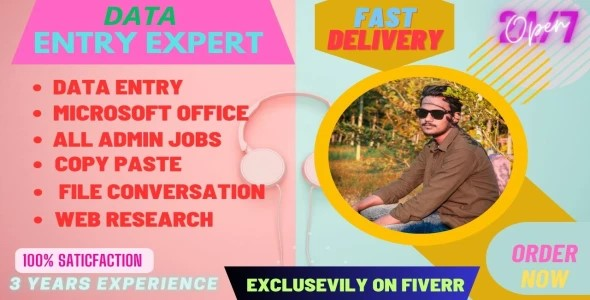 DATA
ENTRY EXPERT
DATA ENTRY
MICROSOFT OFFICE
ALL ADMIN JOBS
COPY PASTE
FILE CONVERSATION
WEB RESEARCH
100% SATICFACTION
3 YEARS EXPERIENCE
FAST
DELIVERY
Open
24/7
EXCLUSEVILY ON FIVERR
ORDER
NOW